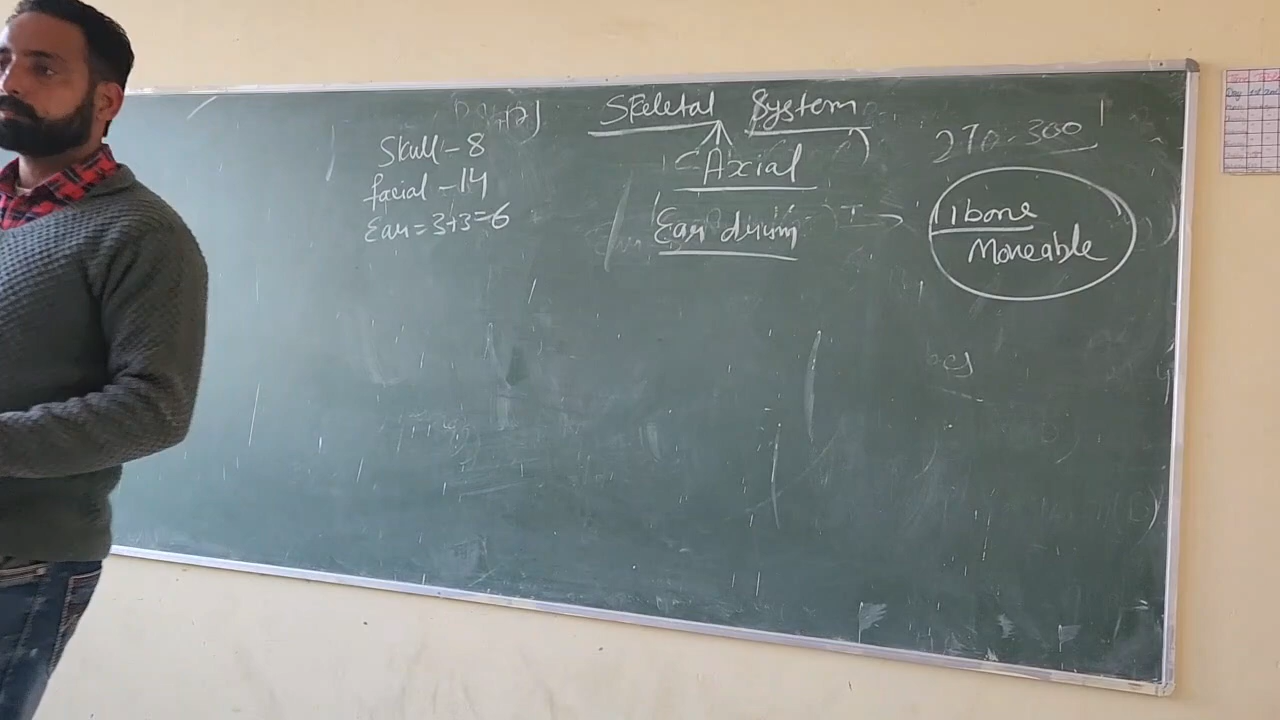 Skeletal System
Skull - 8
facial - 14
Ear = 3+3=6
Axial
Ear drum
270-300
1 bone
Moveable